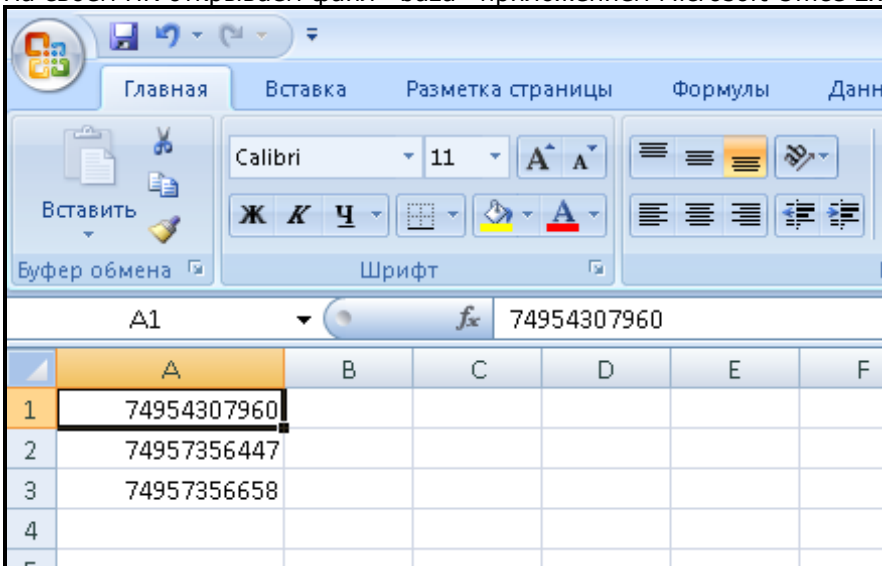 Главная Вставка Разметка страницы Формулы
Calibri 11
Вставить Ж К Ч
Буфер обмена Шрифт
A1 fx 74954307960
A B C D E F
1 74954307960
2 74957356447
3 74957356658
4